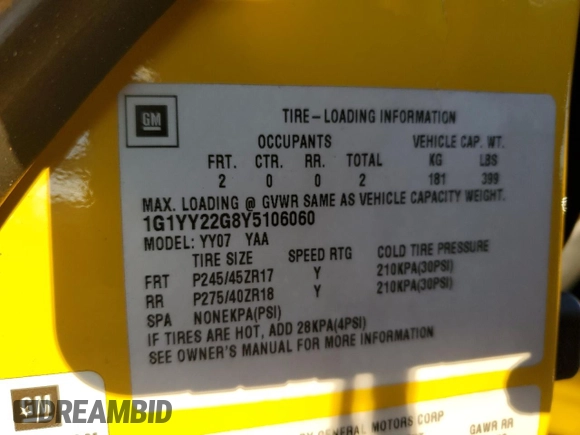 GM
TIRE-LOADING INFORMATION
OCCUPANTS VEHICLE CAP. WT.
FRT. CTR. RR. TOTAL KG LBS
2 0 0 2 181 399
MAX. LOADING @ GVWR SAME AS VEHICLE CAPACITY WEIGHT.
1G1YY22G8Y5106060
MODEL: YY07 YAA
TIRE SIZE SPEED RTG COLD TIRE PRESSURE
FRT P245/45ZR17 Y 210KPA(30PSI)
RR P275/40ZR18 Y 210KPA(30PSI)
SPA NONEKPA(PSI)
IF TIRES ARE HOT, ADD 28KPA(4PSI)
SEE OWNER'S MANUAL FOR MORE INFORMATION
GM
IDREAMBID
GENERAL MOTORS CORP
GAWR RR